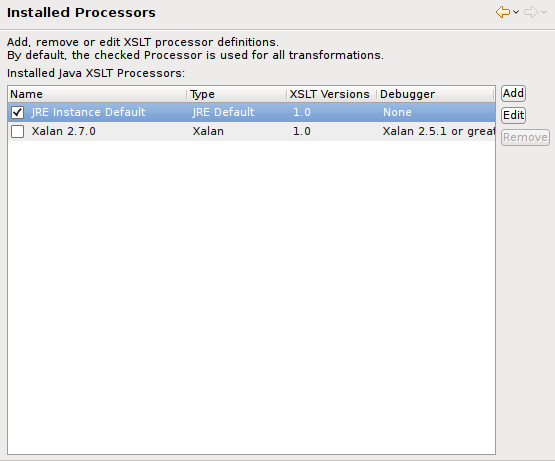 Installed Processors
Add, remove or edit XSLT processor definitions.
By default, the checked Processor is used for all transformations.
Installed Java XSLT Processors:
Name Type XSLT Versions Debugger
JRE Instance Default JRE Default 1.0 None
Xalan 2.7.0 Xalan 1.0 Xalan 2.5.1 or great
Add
Edit
Remove